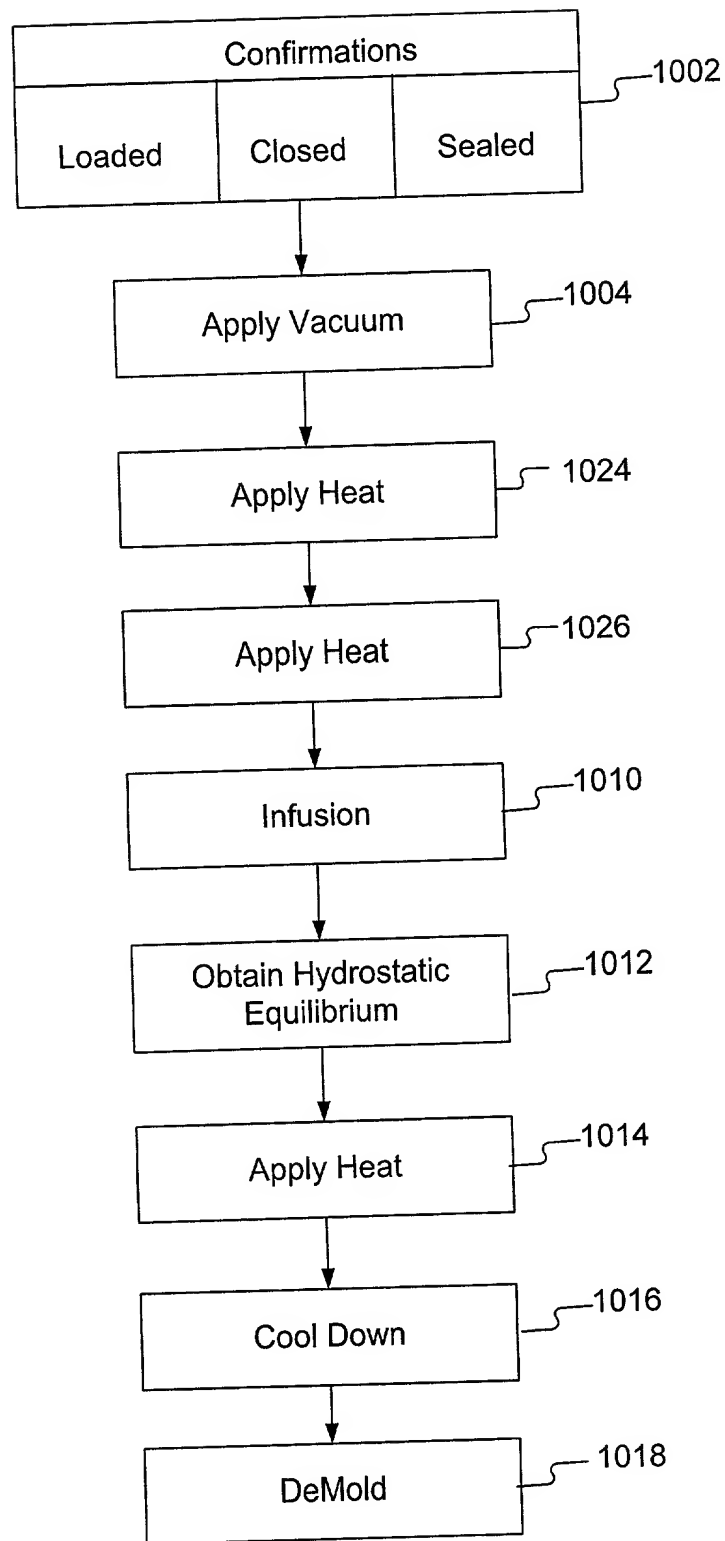 Confirmations
1002
Loaded
Closed
Sealed
Apply Vacuum
1004
Apply Heat
1024
Apply Heat
1026
Infusion
1010
Obtain Hydrostatic
Equilibrium
1012
Apply Heat
1014
Cool Down
1016
DeMold
1018